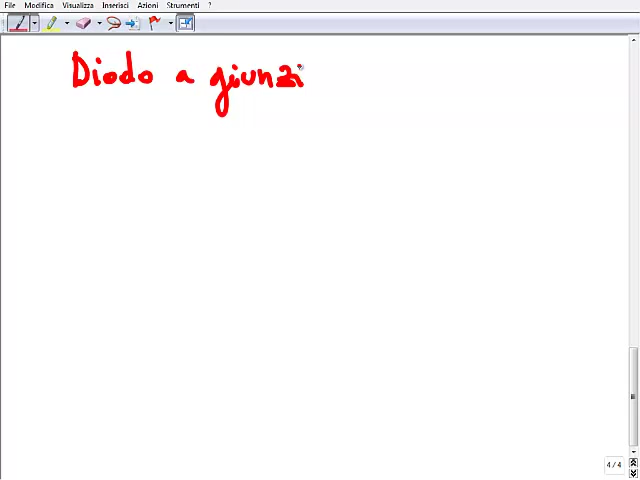 File Modifica Visualizza Inserisci Azioni Strumenti ?
Diodo a giunzi
4 / 4